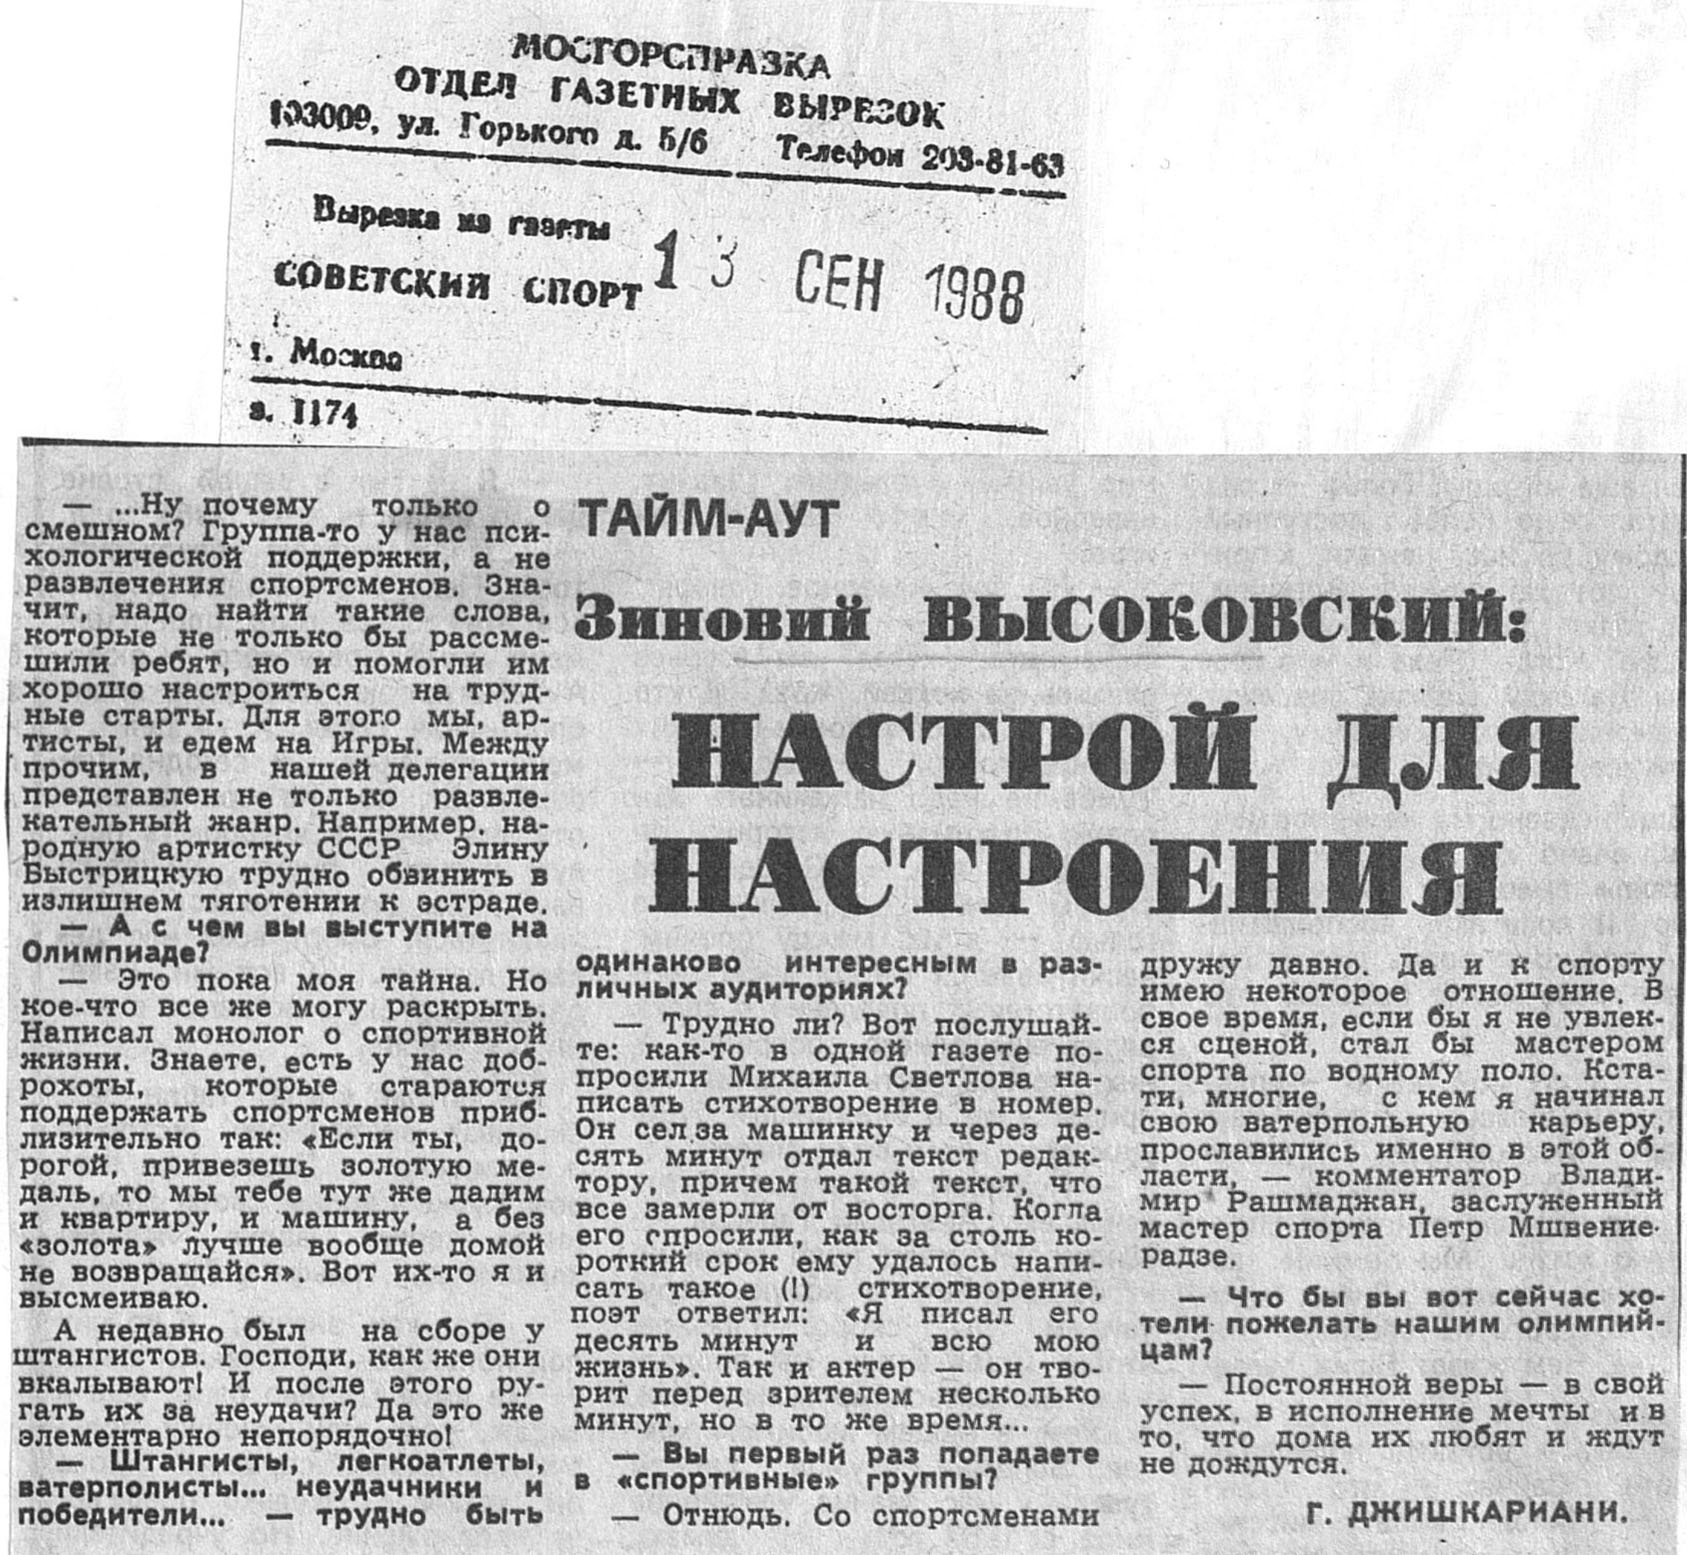 МОСГОРСПРАВКА
ОТДЕЛ ГАЗЕТНЫХ ВЫРЕЗОК
103009, ул. Горького д. 5/6 Телефон 203-81-63
Вырезка из газеты
СОВЕТСКИЙ СПОРТ
13 СЕН 1988
г. Москва
з. 1174
ТАЙМ-АУТ
Зиновий ВЫСОКОВСКИЙ:
НАСТРОЙ ДЛЯ
НАСТРОЕНИЯ
— ...Ну почему только о
смешном? Группа-то у нас пси-
хологической поддержки, а не
развлечения спортсменов. Зна-
чит, надо найти такие слова,
которые не только бы рассме-
шили ребят, но и помогли им
хорошо настроиться на труд-
ные старты. Для этого мы, ар-
тисты, и едем на Игры. Между
прочим, в нашей делегации
представлен не только развле-
кательный жанр. Например, на-
родную артистку СССР Элину
Быстрицкую трудно обвинить в
излишнем тяготении к эстраде.
— А с чем вы выступите на
Олимпиаде?
— Это пока моя тайна. Но
кое-что все же могу раскрыть.
Написал монолог о спортивной
жизни. Знаете, есть у нас доб-
рохоты, которые стараются
поддержать спортсменов приб-
лизительно так: «Если ты, до-
рогой, привезешь золотую ме-
даль, то мы тебе тут же дадим
и квартиру, и машину, а без
«золота» лучше вообще домой
не возвращайся». Вот их-то я и
высмеиваю.
А недавно был на сборе у
штангистов. Господи, как же они
вкалывают! И после этого ру-
гать их за неудачи? Да это же
элементарно непорядочно!
— Штангисты, легкоатлеты,
ватерполисты... неудачники и
победители... — трудно быть
одинаково интересным в раз-
личных аудиториях?
— Трудно ли? Вот послушай-
те: как-то в одной газете по-
просили Михаила Светлова на-
писать стихотворение в номер.
Он сел за машинку и через де-
сять минут отдал текст редак-
тору, причем такой текст, что
все замерли от восторга. Когда
его спросили, как за столь ко-
роткий срок ему удалось напи-
сать такое (!) стихотворение,
поэт ответил: «Я писал его
десять минут и всю мою
жизнь». Так и актер — он тво-
рит перед зрителем несколько
минут, но в то же время...
— Вы первый раз попадаете
в «спортивные» группы?
— Отнюдь. Со спортсменами
дружу давно. Да и к спорту
имею некоторое отношение. В
свое время, если бы я не увлек-
ся сценой, стал бы мастером
спорта по водному поло. Кста-
ти, многие, с кем я начинал
свою ватерпольную карьеру,
прославились именно в этой об-
ласти, — комментатор Влади-
мир Рашмаджан, заслуженный
мастер спорта Петр Мшвение-
радзе.
— Что бы вы вот сейчас хо-
тели пожелать нашим олимпий-
цам?
— Постоянной веры — в свой
успех, в исполнение мечты и в
то, что дома их любят и ждут
не дождутся.
Г. ДЖИШКАРИАНИ.